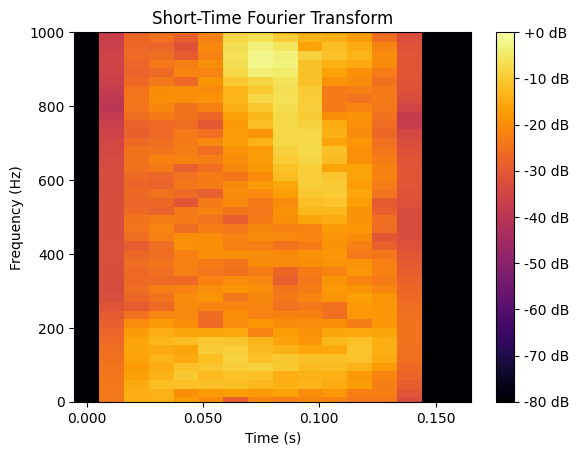 Short-Time Fourier Transform
1000
800
600
400
200
0
Frequency (Hz)
0.000
0.050
0.100
0.150
Time (s)
+0 dB
-10 dB
-20 dB
-30 dB
-40 dB
-50 dB
-60 dB
-70 dB
-80 dB